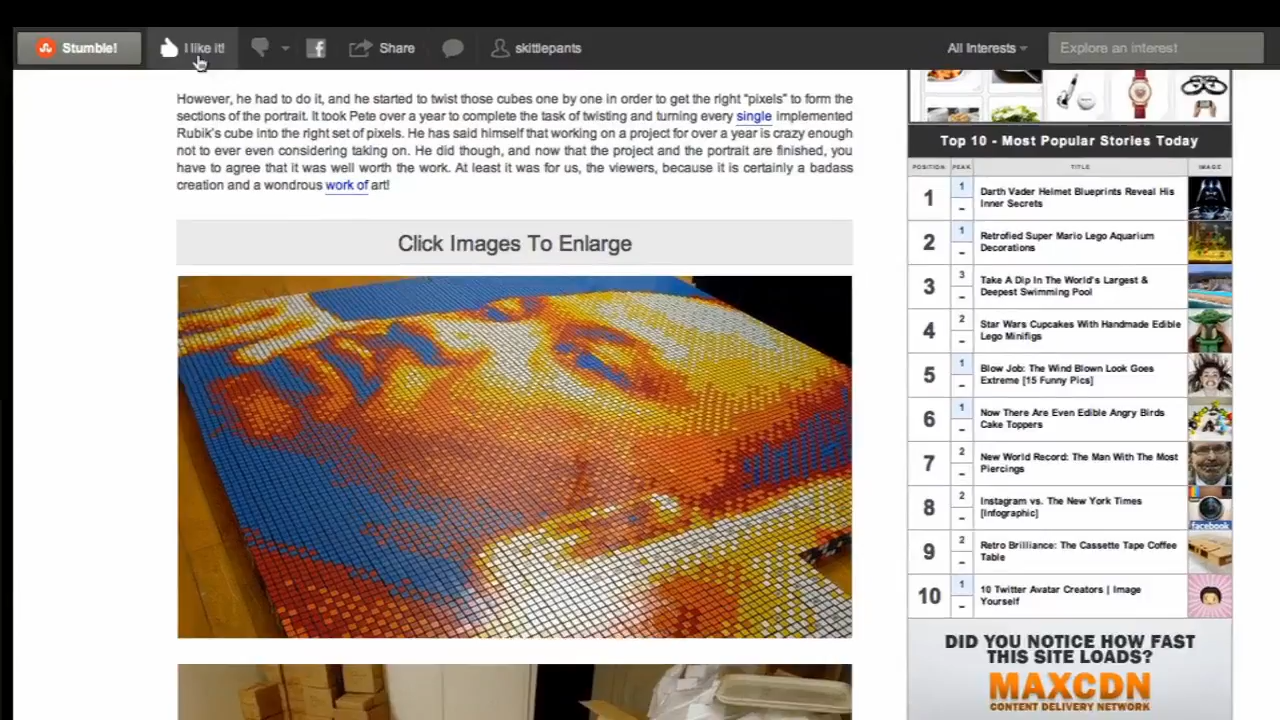 Stumble! I like it! Share skittlepants All Interests Explore an interest
However, he had to do it, and he started to twist those cubes one by one in order to get the right "pixels" to form the
sections of the portrait. It took Pete over a year to complete the task of twisting and turning every single implemented
Rubik's cube into the right set of pixels. He has said himself that working on a project for over a year is crazy enough
not to ever even considering taking on. He did though, and now that the project and the portrait are finished, you
have to agree that it was well worth the work. At least it was for us, the viewers, because it is certainly a badass
creation and a wondrous work of art!
Click Images To Enlarge
Top 10 - Most Popular Stories Today
POSITION PEAK TITLE IMAGE
1 1 Darth Vader Helmet Blueprints Reveal His
Inner Secrets
2 1 Retrofied Super Mario Lego Aquarium
Decorations
3 3 Take A Dip In The World's Largest &
Deepest Swimming Pool
4 2 Star Wars Cupcakes With Handmade Edible
Lego Minifigs
5 1 Blow Job: The Wind Blown Look Goes
Extreme [15 Funny Pics]
6 1 Now There Are Even Edible Angry Birds
Cake Toppers
7 2 New World Record: The Man With The Most
Piercings
8 2 Instagram vs. The New York Times
[Infographic]
facebook
9 2 Retro Brilliance: The Cassette Tape Coffee
Table
10 1 10 Twitter Avatar Creators | Image
Yourself
DID YOU NOTICE HOW FAST
THIS SITE LOADS?
MAXCDN
CONTENT DELIVERY NETWORK